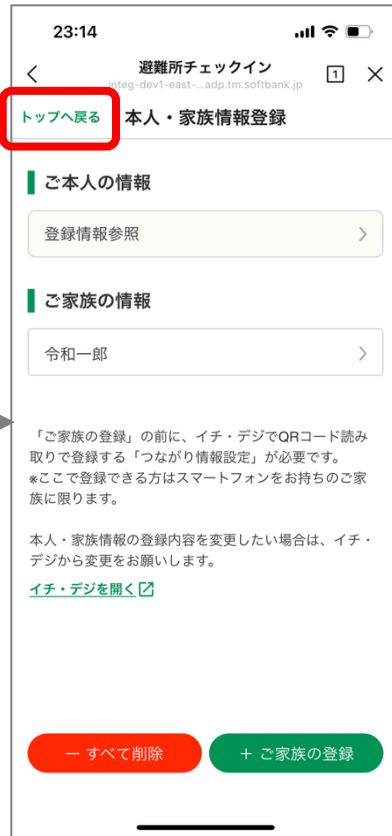 23:14
避難所チェックイン
integ-dev1-east-...adp.tm.softbank.jp
1
トップへ戻る 本人・家族情報登録
ご本人の情報
登録情報参照
ご家族の情報
令和一郎
「ご家族の登録」の前に、イチ・デジでQRコード読み
取りで登録する「つながり情報設定」が必要です。
※ここで登録できる方はスマートフォンをお持ちのご家
族に限ります。
本人・家族情報の登録内容を変更したい場合は、イチ・
デジから変更をお願いします。
イチ・デジを開く
− すべて削除 + ご家族の登録